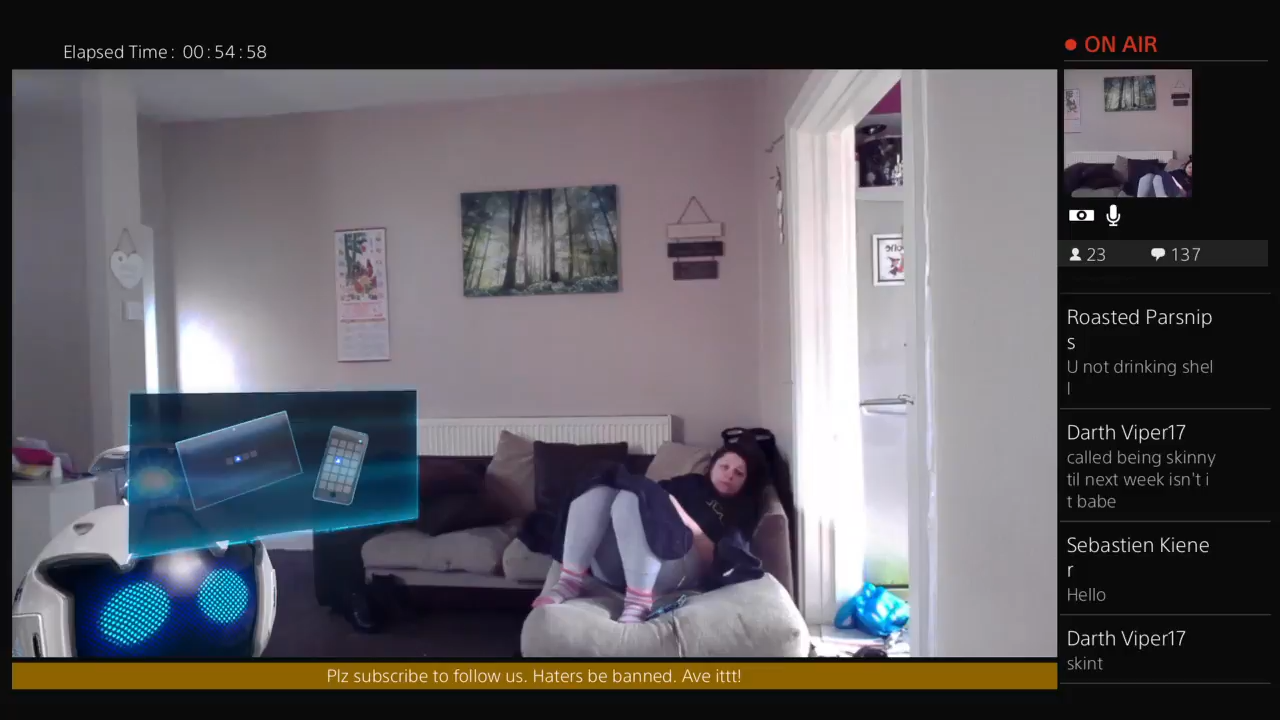 Elapsed Time: 00:54:58
ON AIR
23 137
Roasted Parsnip
s
U not drinking shel
l
Darth Viper17
called being skinny
til next week isn't i
t babe
Sebastien Kiene
r
Hello
Darth Viper17
skint
Plz subscribe to follow us. Haters be banned. Ave ittt!